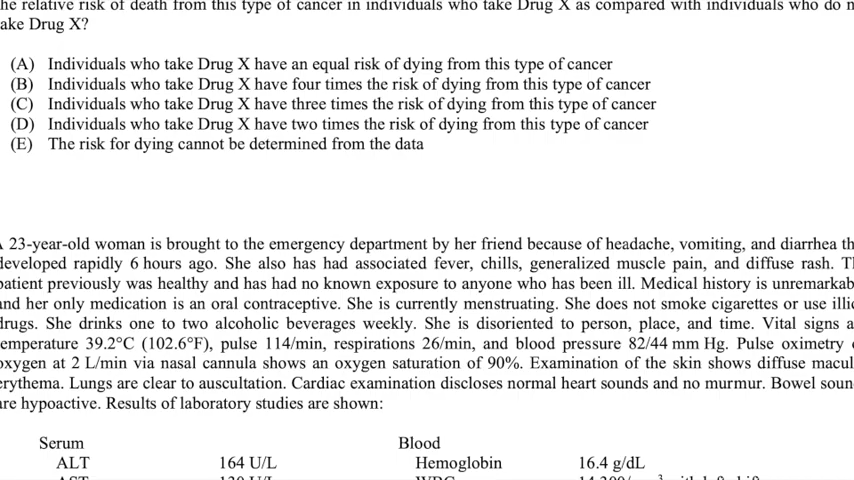 he relative risk of death from this type of cancer in individuals who take Drug X as compared with individuals who do n
ake Drug X?
(A) Individuals who take Drug X have an equal risk of dying from this type of cancer
(B) Individuals who take Drug X have four times the risk of dying from this type of cancer
(C) Individuals who take Drug X have three times the risk of dying from this type of cancer
(D) Individuals who take Drug X have two times the risk of dying from this type of cancer
(E) The risk for dying cannot be determined from the data
23-year-old woman is brought to the emergency department by her friend because of headache, vomiting, and diarrhea th
developed rapidly 6 hours ago. She also has had associated fever, chills, generalized muscle pain, and diffuse rash. Th
patient previously was healthy and has had no known exposure to anyone who has been ill. Medical history is unremarkab
and her only medication is an oral contraceptive. She is currently menstruating. She does not smoke cigarettes or use illic
drugs. She drinks one to two alcoholic beverages weekly. She is disoriented to person, place, and time. Vital signs a
emperature 39.2°C (102.6°F), pulse 114/min, respirations 26/min, and blood pressure 82/44 mm Hg. Pulse oximetry
oxygen at 2 L/min via nasal cannula shows an oxygen saturation of 90%. Examination of the skin shows diffuse macul
erythema. Lungs are clear to auscultation. Cardiac examination discloses normal heart sounds and no murmur. Bowel soun
are hypoactive. Results of laboratory studies are shown:
Serum Blood
ALT 164 U/L Hemoglobin 16.4 g/dL